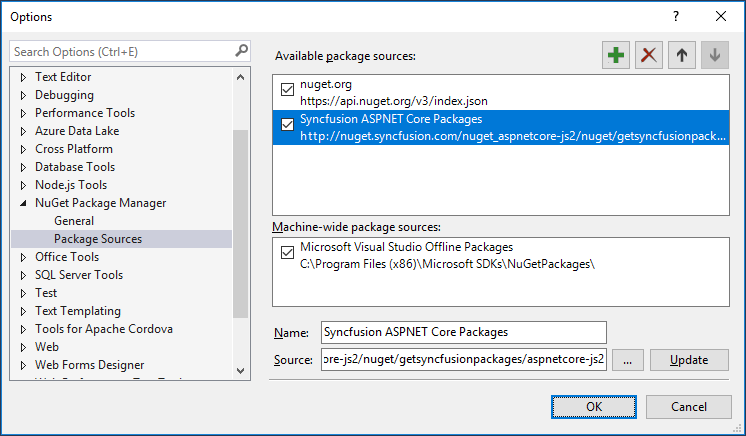 Options
Search Options (Ctrl+E)
Text Editor
Debugging
Performance Tools
Azure Data Lake
Cross Platform
Database Tools
Node.js Tools
NuGet Package Manager
General
Package Sources
Office Tools
SQL Server Tools
Test
Text Templating
Tools for Apache Cordova
Web
Web Forms Designer
Available package sources:
nuget.org
https://api.nuget.org/v3/index.json
Syncfusion ASPNET Core Packages
http://nuget.syncfusion.com/nuget_aspnetcore-js2/nuget/getsyncfusionpack...
Machine-wide package sources:
Microsoft Visual Studio Offline Packages
C:\Program Files (x86)\Microsoft SDKs\NuGetPackages\
Name: Syncfusion ASPNET Core Packages
Source: ore-js2/nuget/getsyncfusionpackages/aspnetcore-js2 ... Update
OK Cancel